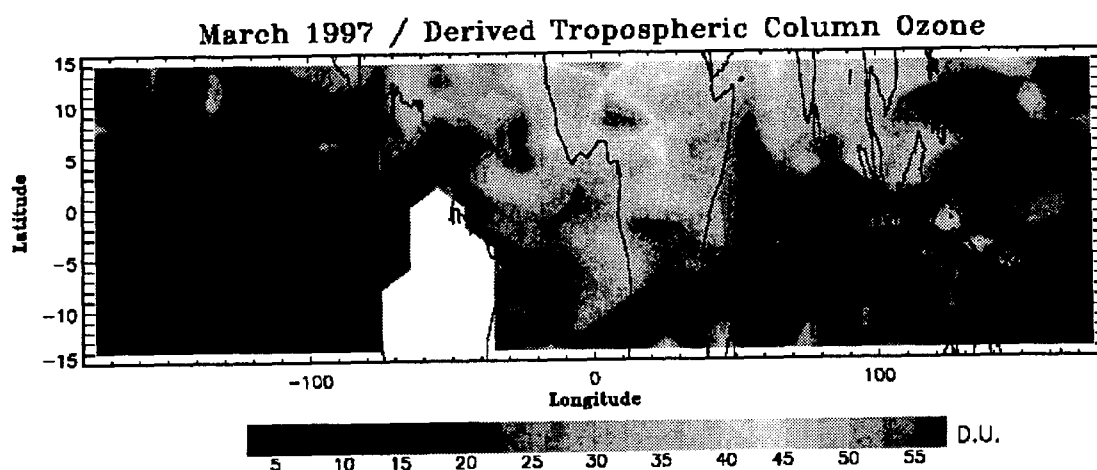 March 1997 / Derived Tropospheric Column Ozone
15
10
5
0
-5
-10
-15
Latitude
-100 0 100
Longitude
5 10 15 20 25 30 35 40 45 50 55 D.U.